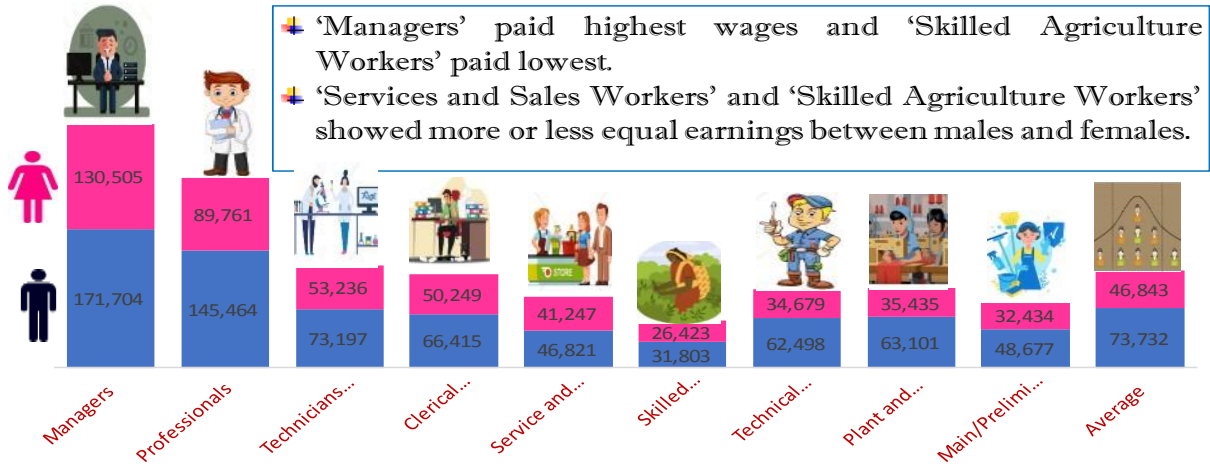 ‘Managers’ paid highest wages and ‘Skilled Agriculture
Workers’ paid lowest.
‘Services and Sales Workers’ and ‘Skilled Agriculture Workers’
showed more or less equal earnings between males and females.
130,505
89,761
53,236
50,249
41,247
26,423
34,679
35,435
32,434
46,843
171,704
145,464
73,197
66,415
46,821
31,803
62,498
63,101
48,677
73,732
STORE
Managers
Professionals
Technicians...
Clerical...
Service and...
Skilled...
Technical...
Plant and...
Main/Prelimi...
Average